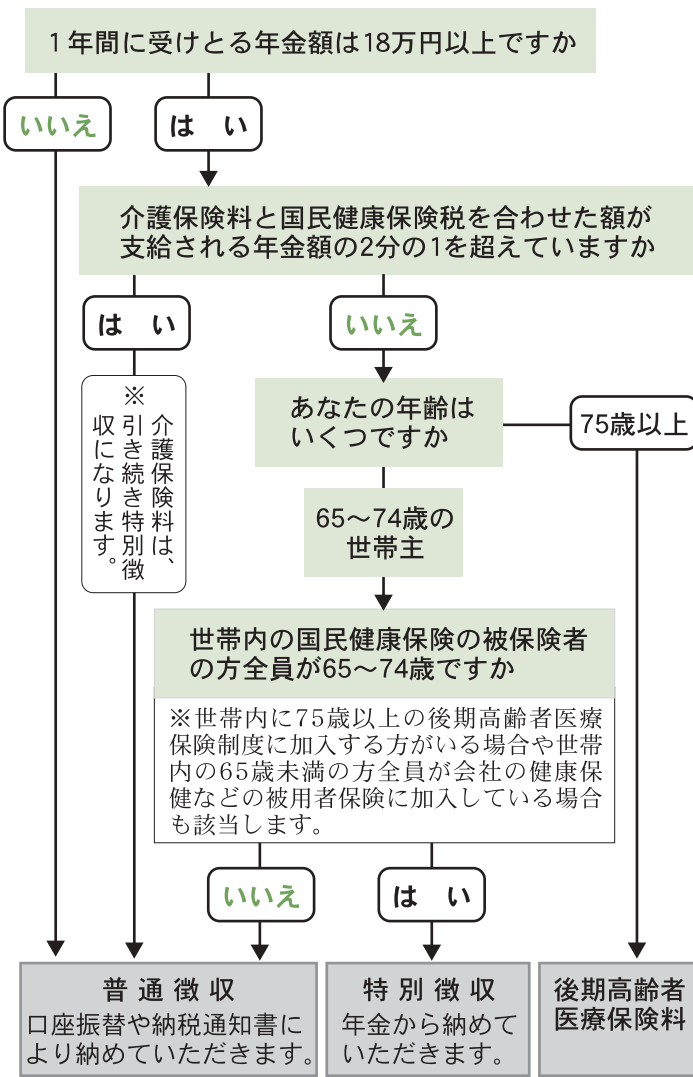 1年間に受けとる年金額は18万円以上ですか
いいえ
は い
介護保険料と国民健康保険税を合わせた額が
支給される年金額の2分の1を超えていますか
は い
いいえ
※介護保険料は、
引き続き特別徴
収になります。
あなたの年齢は
いくつですか
75歳以上
65～74歳の
世帯主
世帯内の国民健康保険の被保険者
の方全員が65～74歳ですか
※世帯内に75歳以上の後期高齢者医療
保険制度に加入する方がいる場合や世帯
内の65歳未満の方全員が会社の健康保
健などの被用者保険に加入している場合
も該当します。
いいえ
は い
普通徴収
口座振替や納税通知書に
より納めていただきます。
特別徴収
年金から納めて
いただきます。
後期高齢者
医療保険料